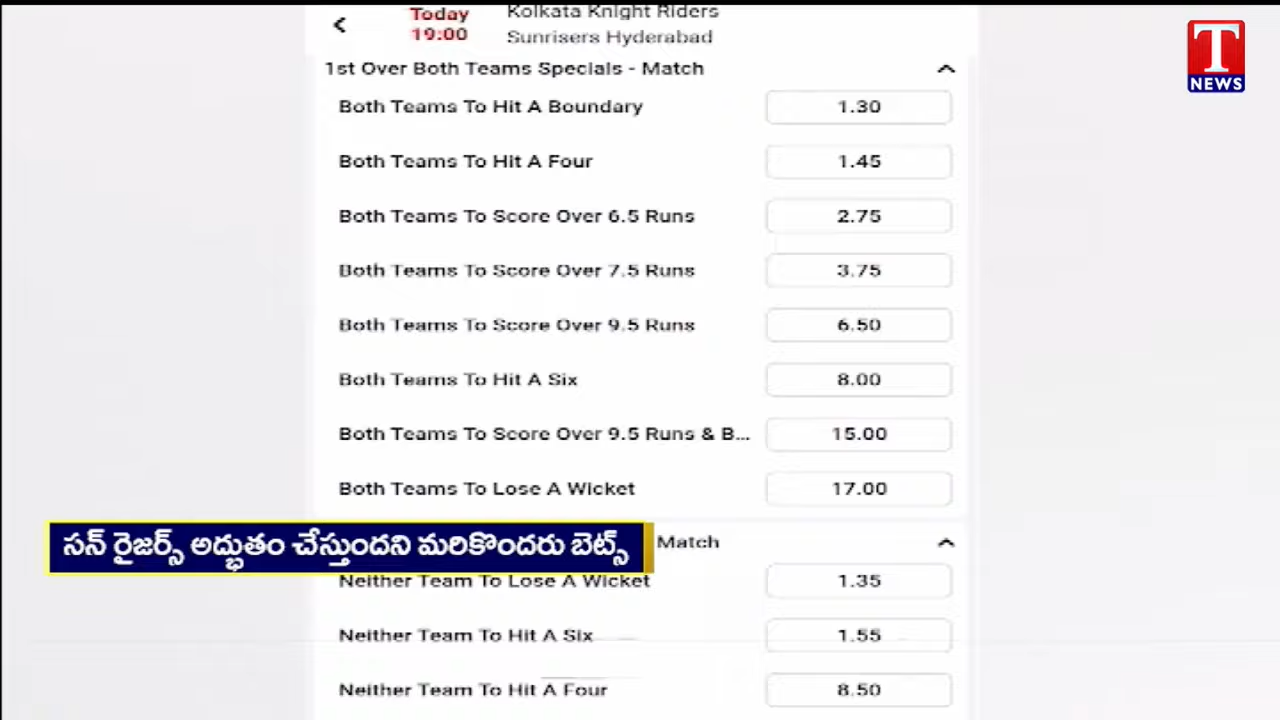 Today
19:00
Kolkata Knight Riders
Sunrisers Hyderabad
T
NEWS
1st Over Both Teams Specials - Match
Both Teams To Hit A Boundary 1.30
Both Teams To Hit A Four 1.45
Both Teams To Score Over 6.5 Runs 2.75
Both Teams To Score Over 7.5 Runs 3.75
Both Teams To Score Over 9.5 Runs 6.50
Both Teams To Hit A Six 8.00
Both Teams To Score Over 9.5 Runs & B... 15.00
Both Teams To Lose A Wicket 17.00
సన్ రైజర్స్ అద్భుతం చేస్తుందని మరికొందరు బెట్స్
Match
Neither Team To Lose A Wicket 1.35
Neither Team To Hit A Six 1.55
Neither Team To Hit A Four 8.50